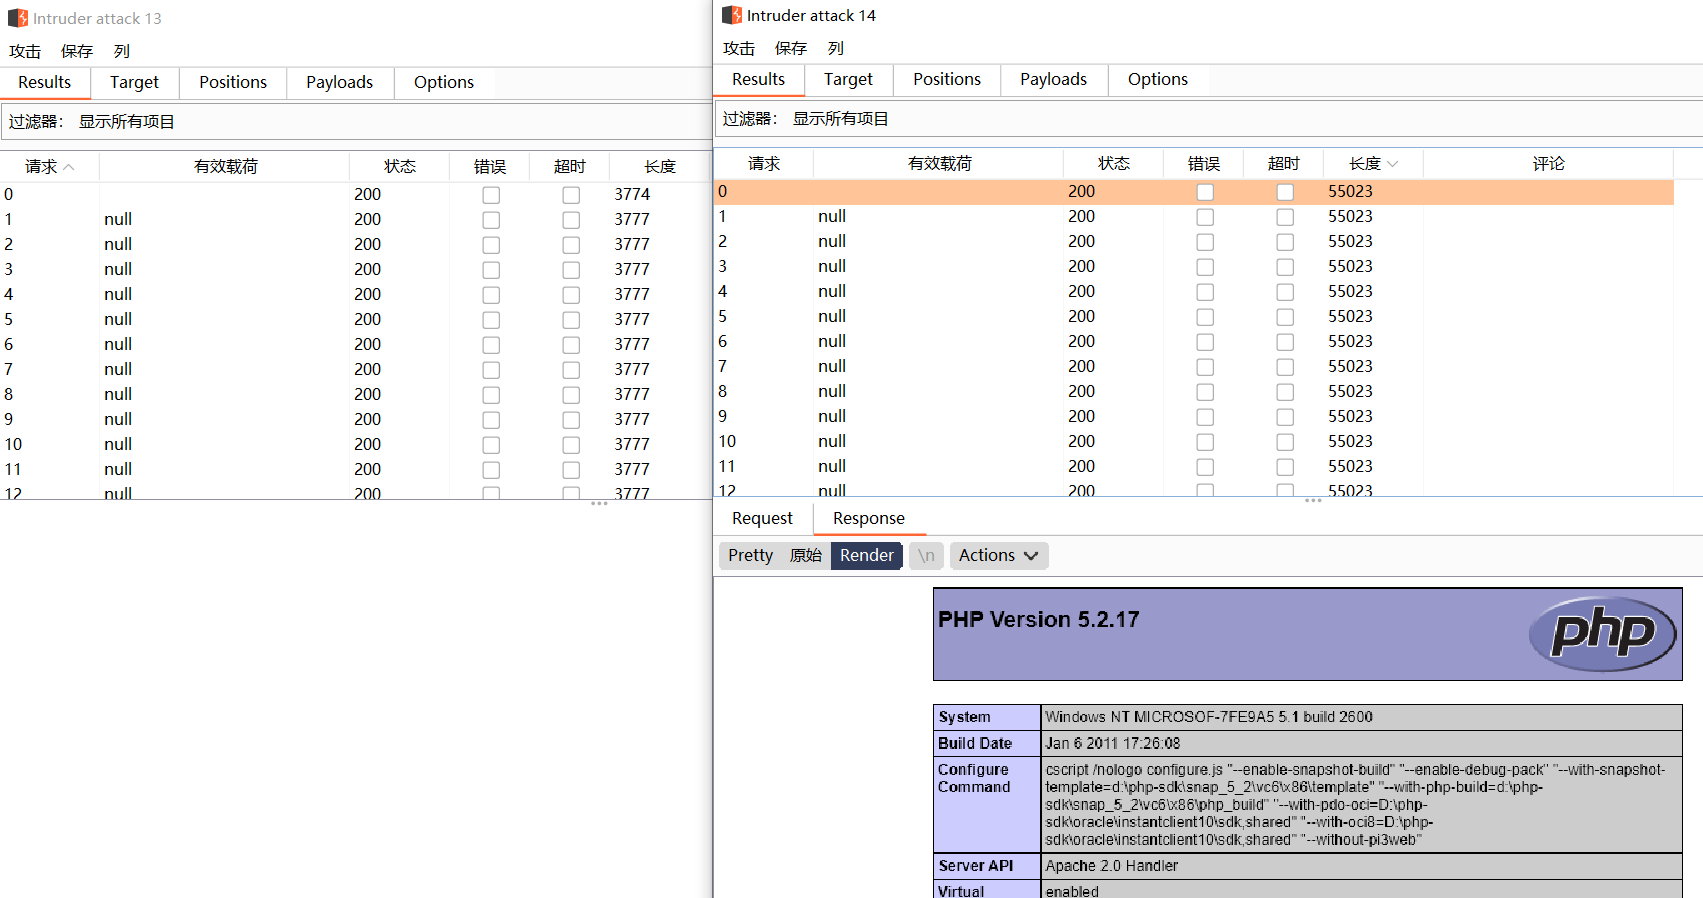 Intruder attack 13
攻击 保存 列
Results Target Positions Payloads Options
过滤器： 显示所有项目
请求 有效载荷 状态 错误 超时 长度
0 200 3774
1 null 200 3777
2 null 200 3777
3 null 200 3777
4 null 200 3777
5 null 200 3777
6 null 200 3777
7 null 200 3777
8 null 200 3777
9 null 200 3777
10 null 200 3777
11 null 200 3777
12 null 200 3777
Intruder attack 14
攻击 保存 列
Results Target Positions Payloads Options
过滤器： 显示所有项目
请求 有效载荷 状态 错误 超时 长度 评论
0 200 55023
1 null 200 55023
2 null 200 55023
3 null 200 55023
4 null 200 55023
5 null 200 55023
6 null 200 55023
7 null 200 55023
8 null 200 55023
9 null 200 55023
10 null 200 55023
11 null 200 55023
12 null 200 55023
Request Response
Pretty 原始 Render \n Actions
PHP Version 5.2.17
php
System Windows NT MICROSOF-7FE9A5 5.1 build 2600
Build Date Jan 6 2011 17:26:08
Configure Command cscript /nologo configure.js "--enable-snapshot-build" "--enable-debug-pack" "--with-snapshot-
template=d:\php-sdk\snap_5_2\vc6\x86\template" "--with-php-build=d:\php-
sdk\snap_5_2\vc6\x86\php_build" "--with-pdo-oci=D:\php-
sdk\oracle\instantclient10\sdk,shared" "--with-oci8=D:\php-
sdk\oracle\instantclient10\sdk,shared" "--without-pi3web"
Server API Apache 2.0 Handler
Virtual enabled